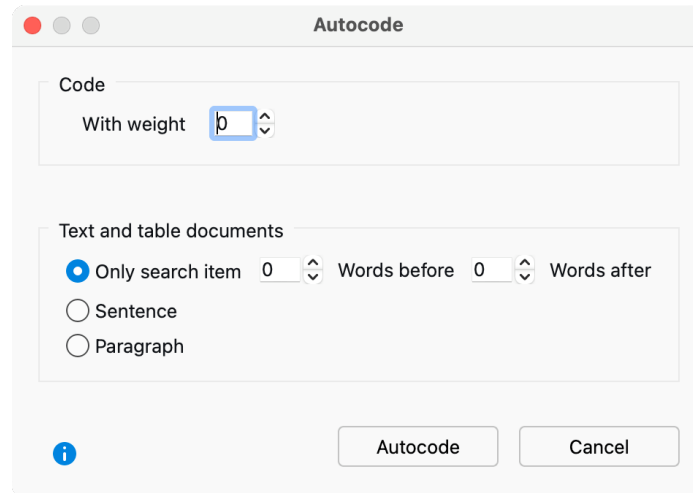 Autocode
Code
With weight 0
Text and table documents
Only search item 0 Words before 0 Words after
Sentence
Paragraph
i Autocode Cancel